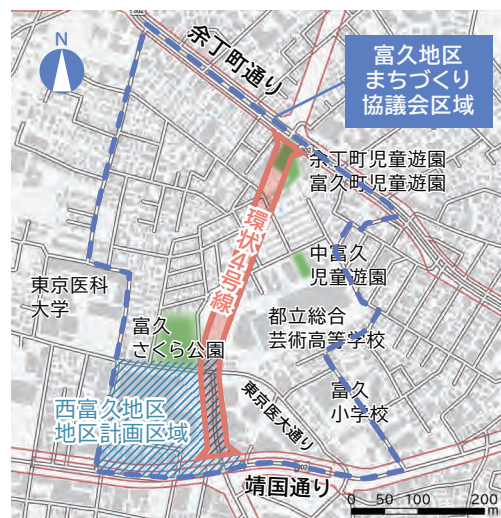 N
余丁町通り
富久地区
まちづくり
協議会区域
余丁町児童遊園
富久町児童遊園
環状4号線
中富久
児童遊園
東京医科
大学
富久
さくら公園
都立総合
芸術高等学校
西富久地区
地区計画区域
東京医大通り
富久
小学校
靖国通り
302
0 50 100 200
m